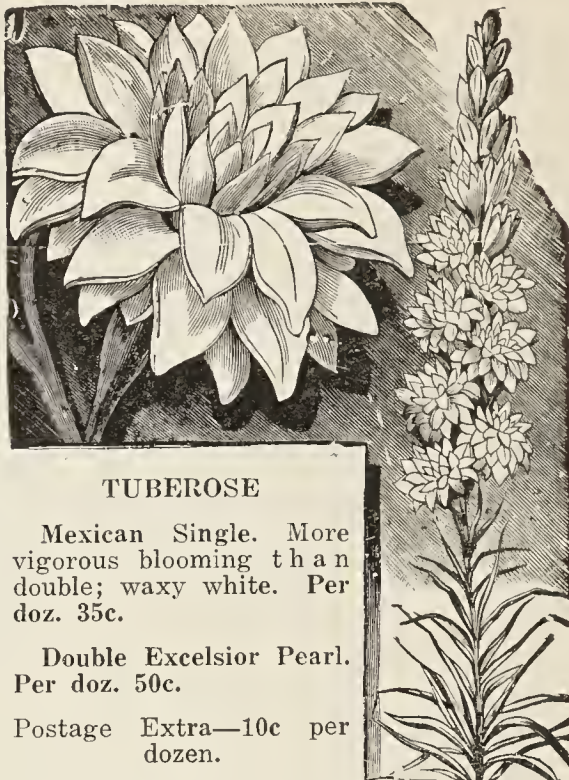 TUBEROSE
Mexican Single. More
vigorous blooming than
double; waxy white. Per
doz. 35c.
Double Excelsior Pearl.
Per doz. 50c.
Postage Extra—10c per
dozen.